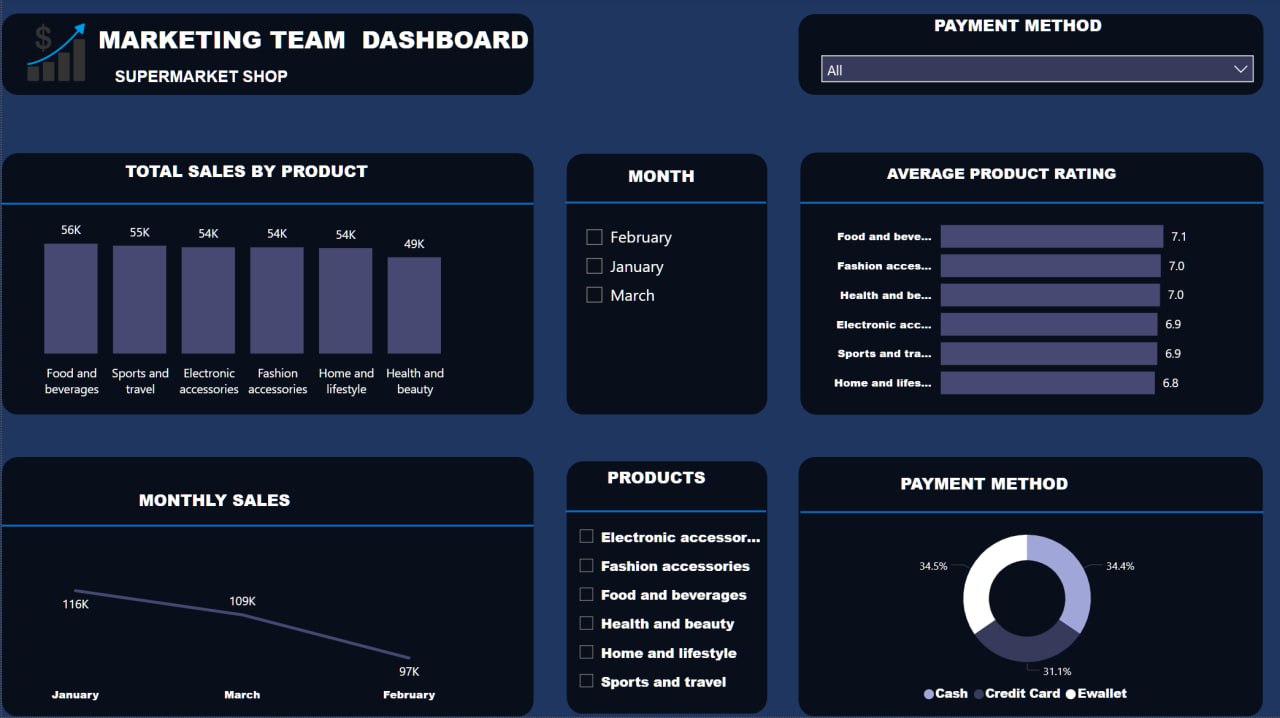 $
MARKETING TEAM DASHBOARD
SUPERMARKET SHOP
PAYMENT METHOD
All
TOTAL SALES BY PRODUCT
56K
55K
54K
54K
54K
49K
Food and beverages
Sports and travel
Electronic accessories
Fashion accessories
Home and lifestyle
Health and beauty
MONTH
February
January
March
AVERAGE PRODUCT RATING
Food and beve... 7.1
Fashion acces... 7.0
Health and be... 7.0
Electronic acc... 6.9
Sports and tra... 6.9
Home and lifes... 6.8
MONTHLY SALES
116K
109K
97K
January
March
February
PRODUCTS
Electronic accessor...
Fashion accessories
Food and beverages
Health and beauty
Home and lifestyle
Sports and travel
PAYMENT METHOD
34.5%
34.4%
31.1%
Cash Credit Card Ewallet